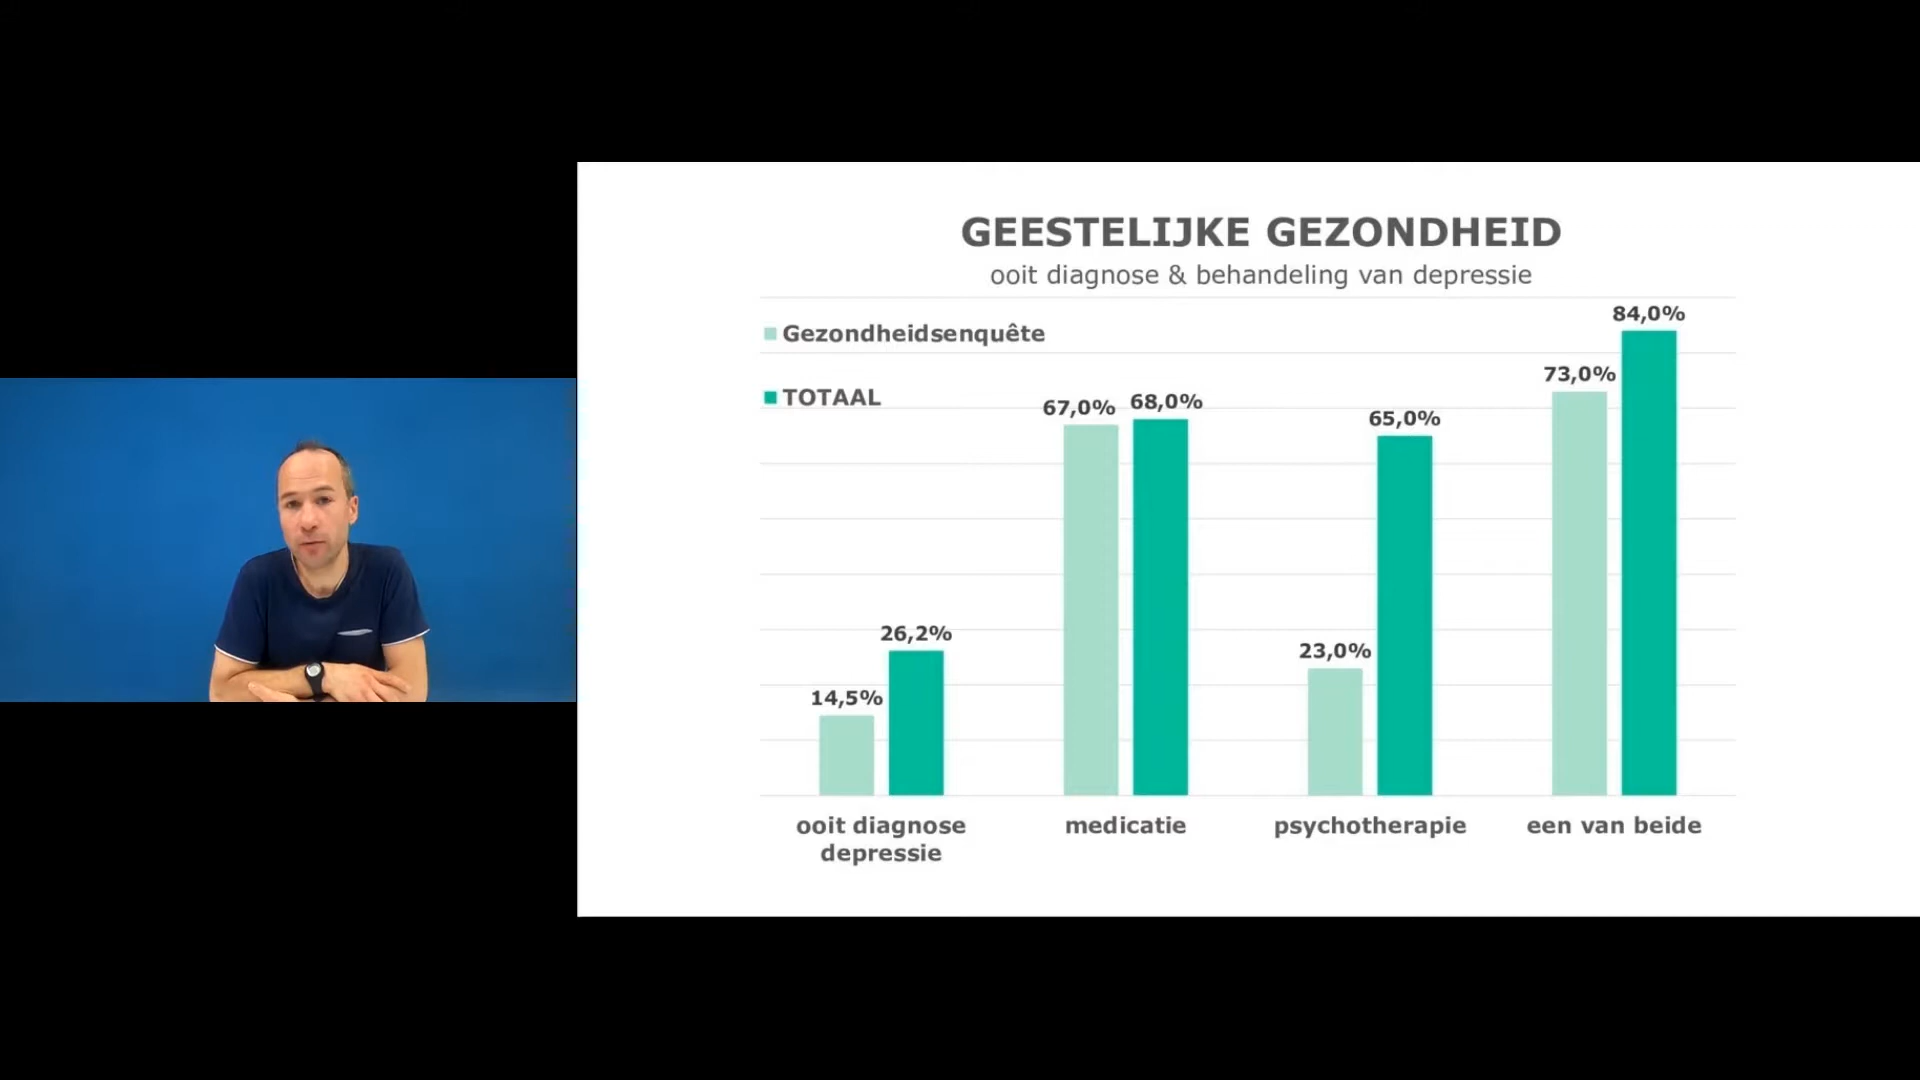 GEESTELIJKE GEZONDHEID
ooit diagnose & behandeling van depressie
Gezondheidsenquête
TOTAAL
14,5%
26,2%
67,0%
68,0%
23,0%
65,0%
73,0%
84,0%
ooit diagnose
depressie
medicatie
psychotherapie
een van beide